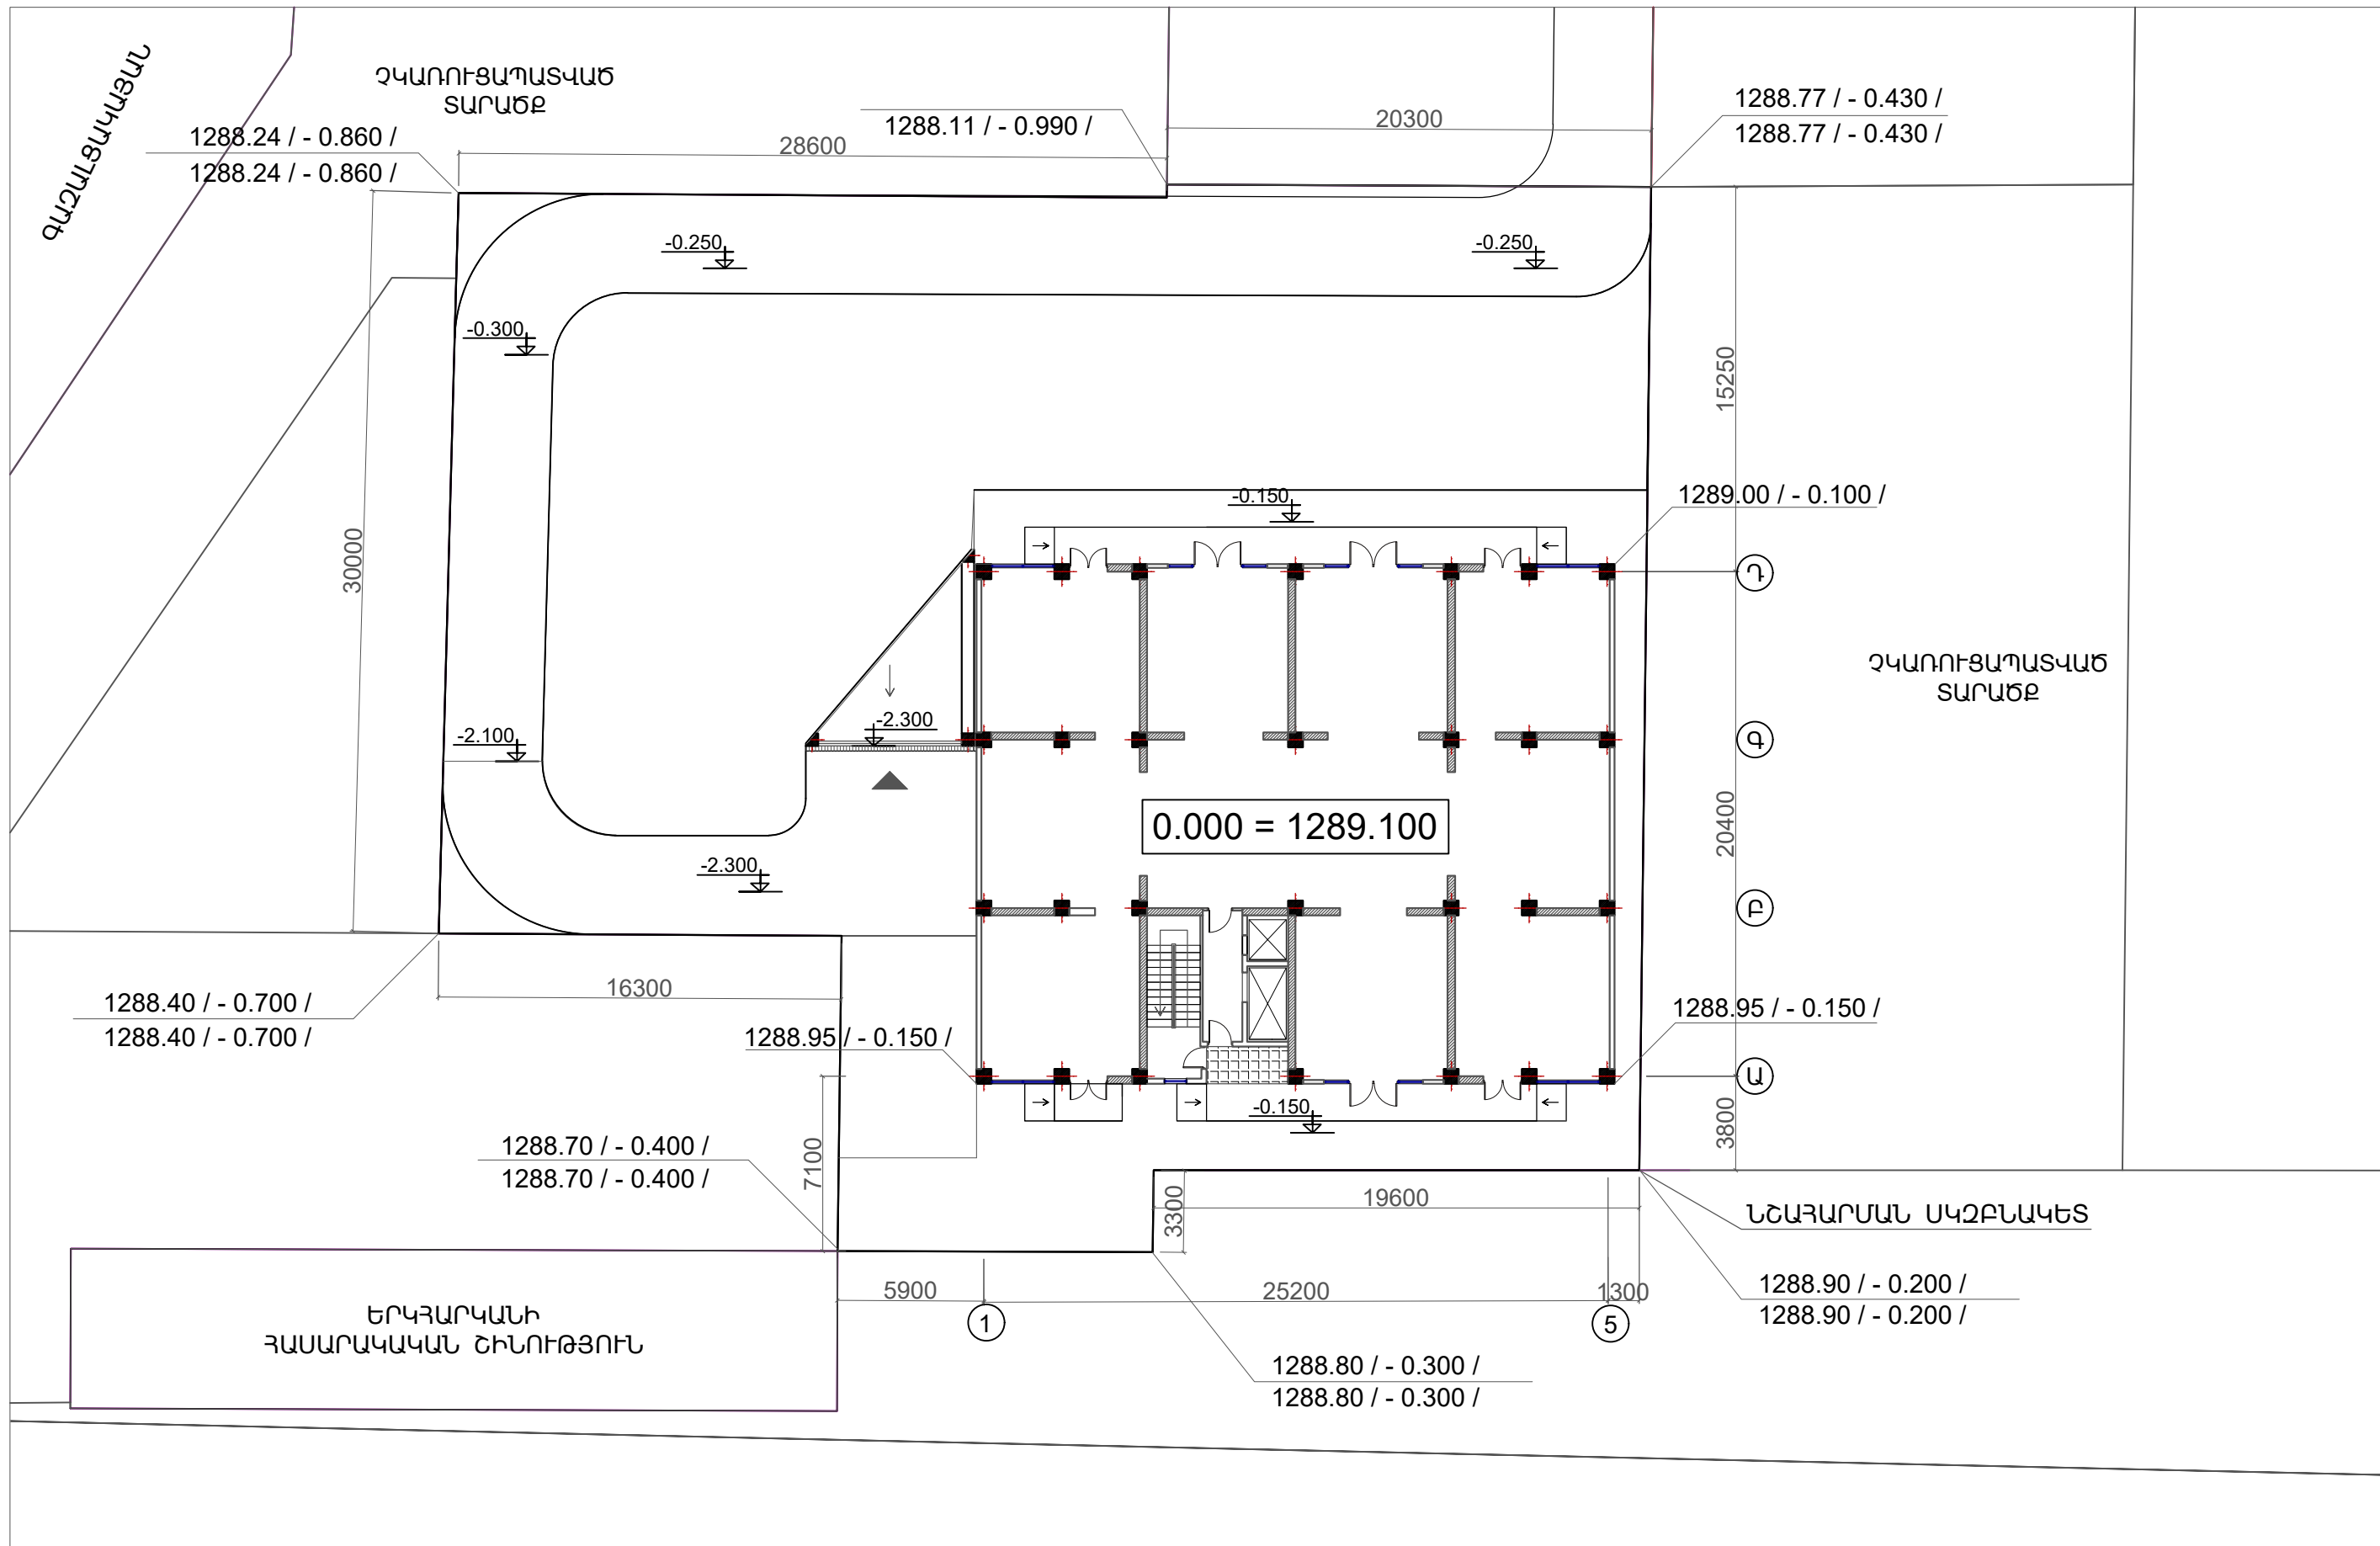 ԳԱԶԱԼՑԱԿԱՅԱՆ
ՉԿԱՌՈՒՑԱՊԱՏՎԱԾ
ՏԱՐԱԾՔ
1288.24 / - 0.860 /
1288.24 / - 0.860 /
28600
1288.11 / - 0.990 /
20300
1288.77 / - 0.430 /
1288.77 / - 0.430 /
-0.250
-0.250
-0.300
30000
15250
-0.150
1289.00 / - 0.100 /
Դ
ՉԿԱՌՈՒՑԱՊԱՏՎԱԾ
ՏԱՐԱԾՔ
-2.300
-2.100
Գ
0.000 = 1289.100
20400
-2.300
Բ
16300
1288.40 / - 0.700 /
1288.40 / - 0.700 /
1288.95 / - 0.150 /
1288.95 / - 0.150 /
Ա
-0.150
3800
1288.70 / - 0.400 /
1288.70 / - 0.400 /
7100
3300
19600
ՆՇԱՀԱՐՄԱՆ ՍԿԶԲՆԱԿԵՏ
5900
25200
1300
1288.90 / - 0.200 /
1288.90 / - 0.200 /
1
5
ԵՐԿՀԱՐԿԱՆԻ
ՀԱՍԱՐԱԿԱԿԱՆ ՇԻՆՈՒԹՅՈՒՆ
1288.80 / - 0.300 /
1288.80 / - 0.300 /